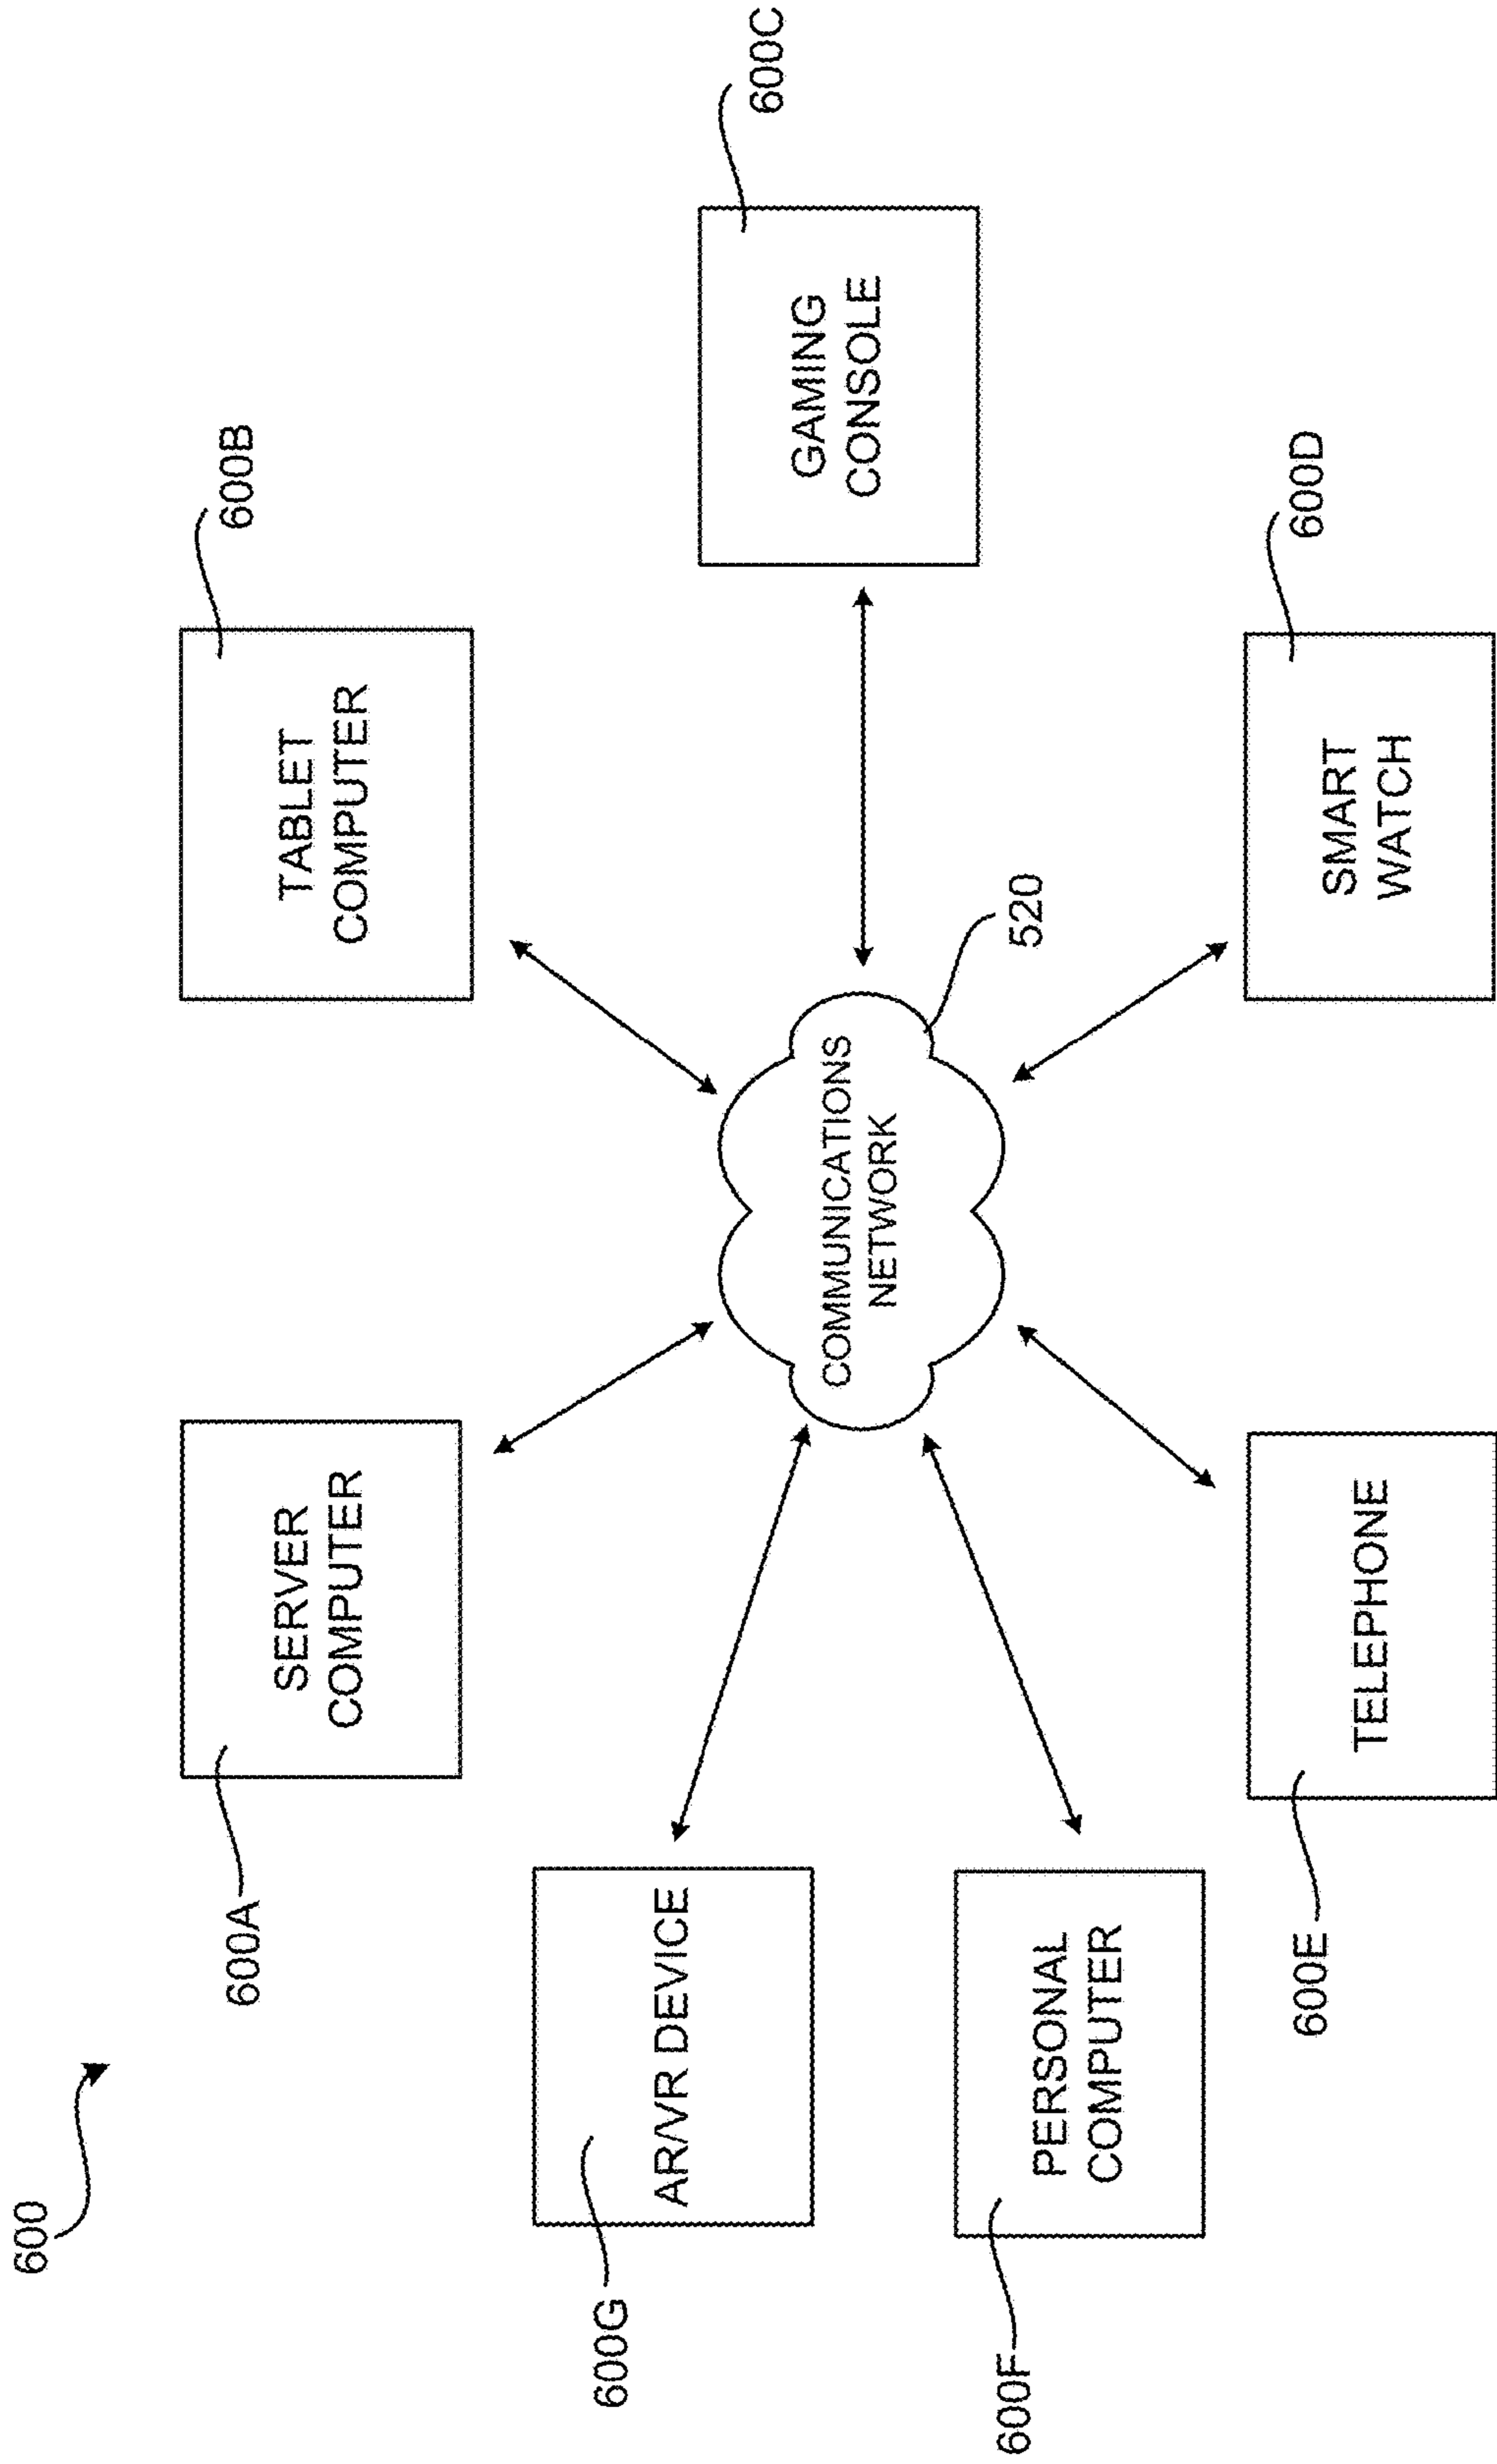 600
600A
SERVER
COMPUTER
TABLET
COMPUTER
600B
600G
AR/VR DEVICE
COMMUNICATIONS
NETWORK
520
GAMING
CONSOLE
600C
600F
PERSONAL
COMPUTER
600E
TELEPHONE
SMART
WATCH
600D